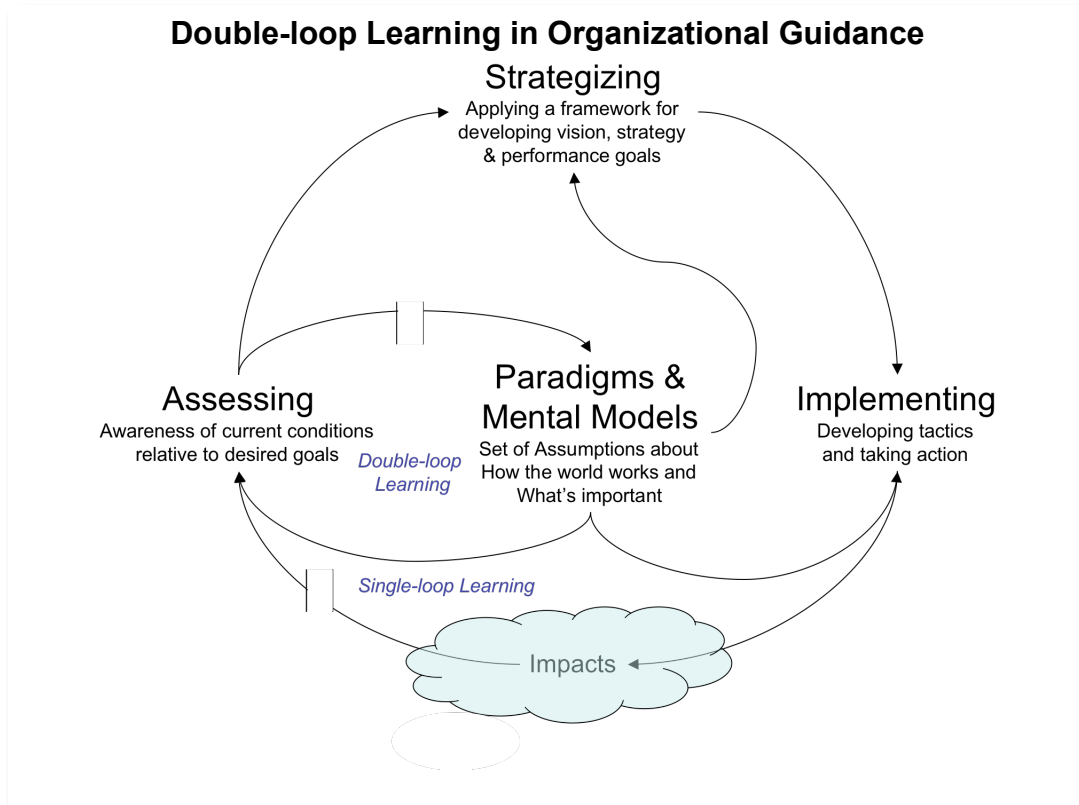 Double-loop Learning in Organizational Guidance
Strategizing
Applying a framework for
developing vision, strategy
& performance goals
Assessing
Awareness of current conditions
relative to desired goals
Double-loop
Learning
Paradigms &
Mental Models
Set of Assumptions about
How the world works and
What's important
Implementing
Developing tactics
and taking action
Single-loop Learning
Impacts